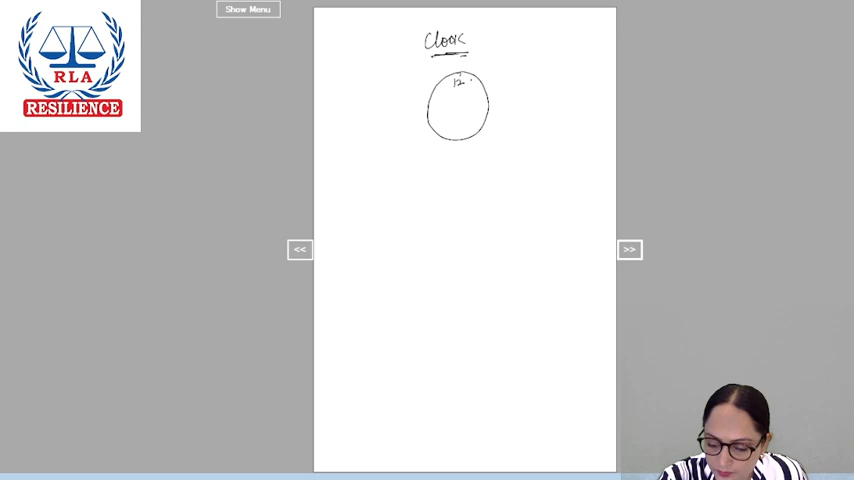 Show Menu
Clock
12
RLA
RESILIENCE
<<
>>